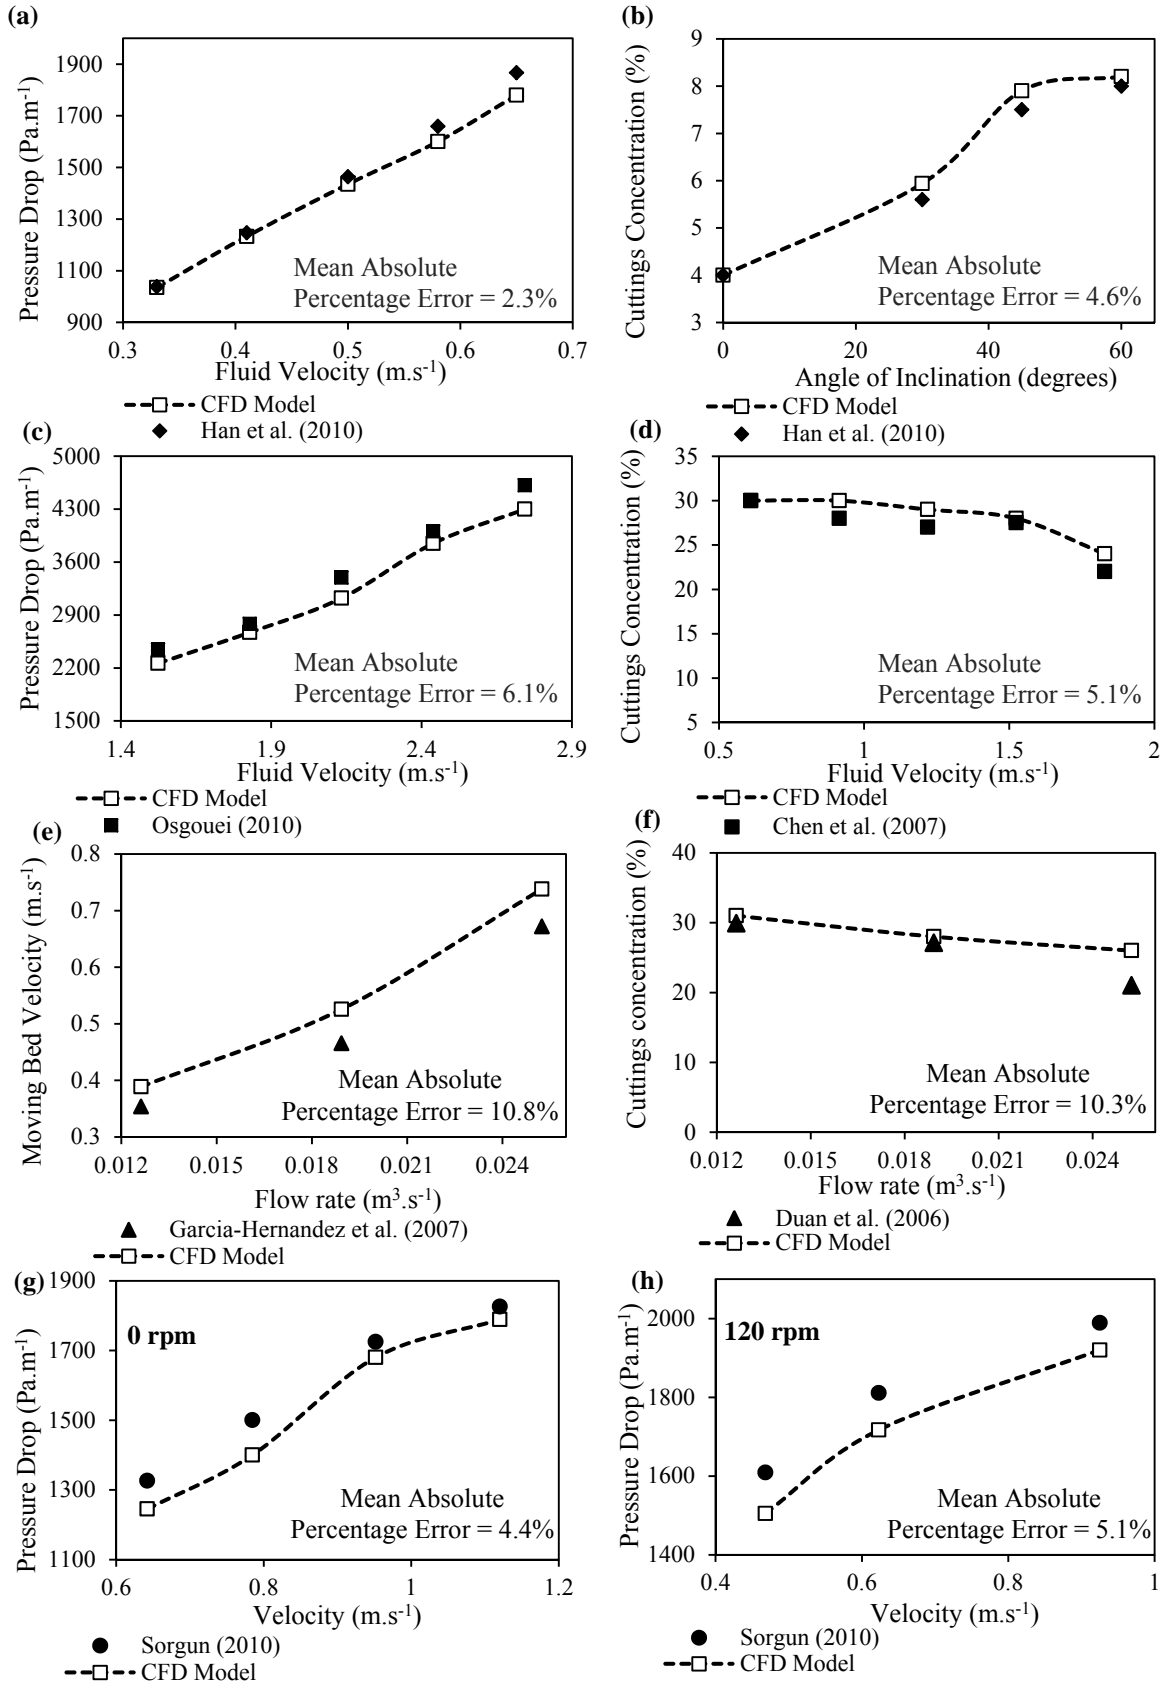 (a)
Pressure Drop (Pa.m-1)
1900
1700
1500
1300
1100
900
0.3 0.4 0.5 0.6 0.7
Mean Absolute
Percentage Error = 2.3%
Fluid Velocity (m.s-1)
CFD Model
Han et al. (2010)
(b)
Cuttings Concentration (%)
9
8
7
6
5
4
3
0 20 40 60
Mean Absolute
Percentage Error = 4.6%
Angle of Inclination (degrees)
CFD Model
Han et al. (2010)
(c)
Pressure Drop (Pa.m-1)
5000
4300
3600
2900
2200
1500
1.4 1.9 2.4 2.9
Mean Absolute
Percentage Error = 6.1%
Fluid Velocity (m.s-1)
CFD Model
Osgouei (2010)
(d)
Cuttings Concentration (%)
35
30
25
20
15
10
5
0.5 1 1.5 2
Mean Absolute
Percentage Error = 5.1%
Fluid Velocity (m.s-1)
CFD Model
Chen et al. (2007)
(e)
Moving Bed Velocity (m.s-1)
0.8
0.7
0.6
0.5
0.4
0.3
0.012 0.015 0.018 0.021 0.024
Mean Absolute
Percentage Error = 10.8%
Flow rate (m3.s-1)
Garcia-Hernandez et al. (2007)
CFD Model
(f)
Cuttings concentration (%)
40
30
20
10
0
0.012 0.015 0.018 0.021 0.024
Mean Absolute
Percentage Error = 10.3%
Flow rate (m3.s-1)
Duan et al. (2006)
CFD Model
(g)
Pressure Drop (Pa.m-1)
1900
1700
1500
1300
1100
0.6 0.8 1 1.2
0 rpm
Mean Absolute
Percentage Error = 4.4%
Velocity (m.s-1)
Sorgun (2010)
CFD Model
(h)
Pressure Drop (Pa.m-1)
2000
1800
1600
1400
0.4 0.6 0.8 1
120 rpm
Mean Absolute
Percentage Error = 5.1%
Velocity (m.s-1)
Sorgun (2010)
CFD Model